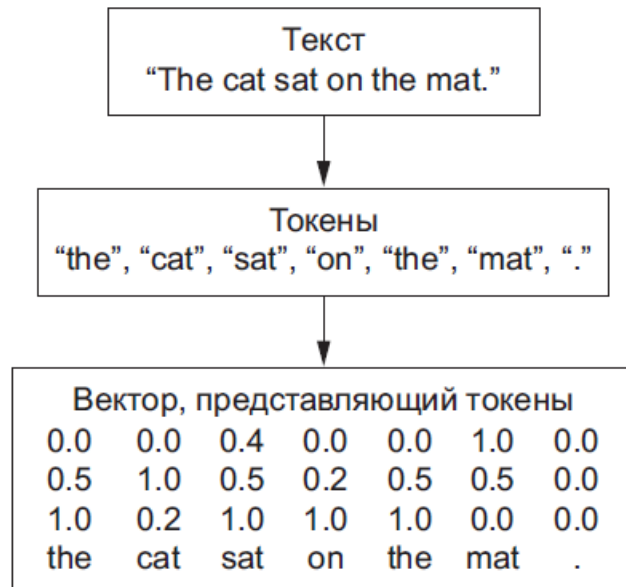 Текст
“The cat sat on the mat.”
Токены
“the”, “cat”, “sat”, “on”, “the”, “mat”, “.”
Вектор, представляющий токены
0.0 0.0 0.4 0.0 0.0 1.0 0.0
0.5 1.0 0.5 0.2 0.5 0.5 0.0
1.0 0.2 1.0 1.0 1.0 0.0 0.0
the cat sat on the mat .